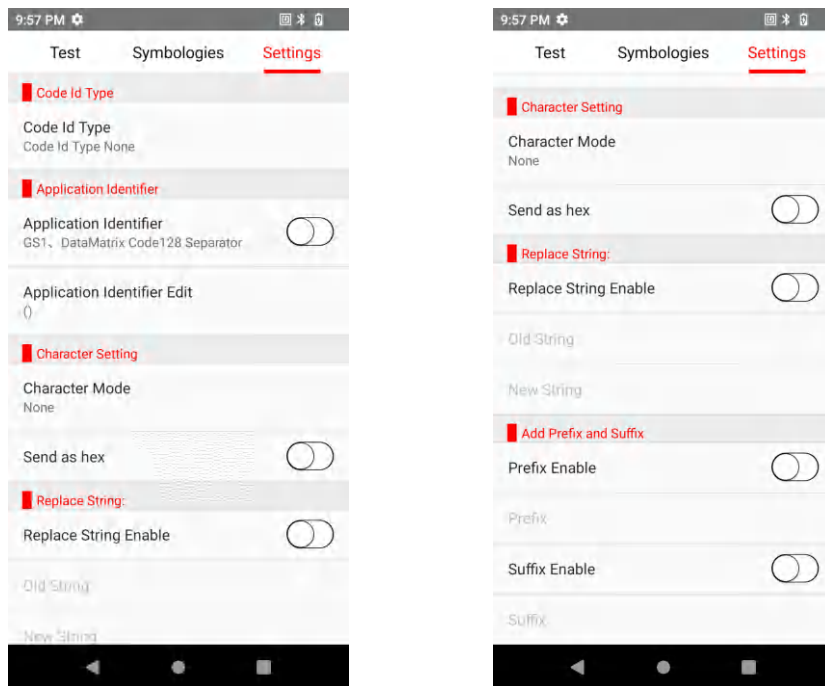 9:57 PM
Test Symbologies Settings
Code Id Type
Code Id Type
Code Id Type None
Application Identifier
Application Identifier
GS1、DataMatrix Code128 Separator
Application Identifier Edit
()
Character Setting
Character Mode
None
Send as hex
Replace String:
Replace String Enable
Old String
New String
9:57 PM
Test Symbologies Settings
Character Setting
Character Mode
None
Send as hex
Replace String:
Replace String Enable
Old String
New String
Add Prefix and Suffix
Prefix Enable
Prefix
Suffix Enable
Suffix